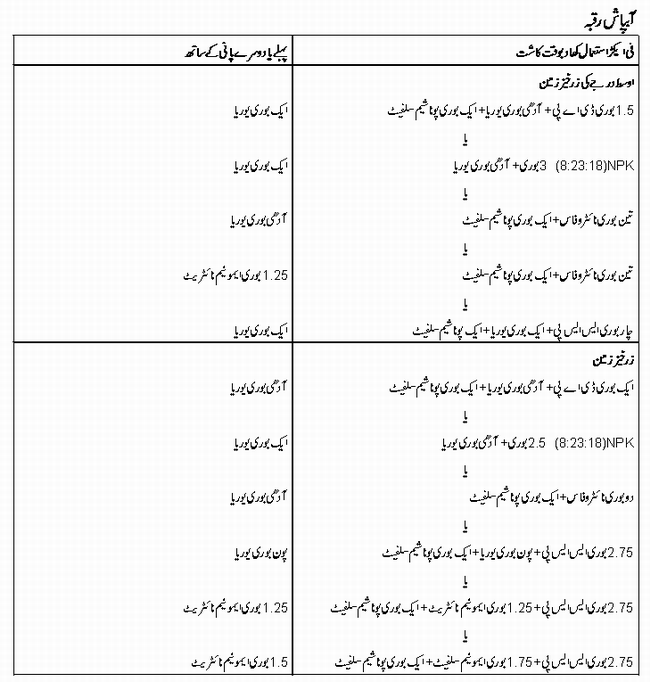 آبپاش رقبہ
فی ایکڑ استعمال کھاد بوقت کاشت	پہلے یا دوسرے پانی کے ساتھ
اوسط درجے کی زرخیز زمین
1.5 بوری ڈی اے پی + آدھی بوری یوریا + ایک بوری پوٹاشیم سلفیٹ	ایک بوری یوریا
یا
NPK(8:23:18) 3 بوری + آدھی بوری یوریا	ایک بوری یوریا
یا
تین بوری نائٹروفاس + ایک بوری پوٹاشیم سلفیٹ	آدھی بوری یوریا
یا
تین بوری نائٹروفاس + ایک بوری پوٹاشیم سلفیٹ	1.25 بوری ایمونیم نائٹریٹ
یا
چار بوری ایس ایس پی + ایک بوری یوریا + ایک پوٹاشیم سلفیٹ	ایک بوری یوریا
زرخیز زمین
ایک بوری ڈی اے پی + آدھی بوری یوریا + ایک بوری پوٹاشیم سلفیٹ	آدھی بوری یوریا
یا
NPK(8:23:18) 2.5 بوری + آدھی بوری یوریا	ایک بوری یوریا
یا
دو بوری نائٹروفاس + ایک بوری پوٹاشیم سلفیٹ	آدھی بوری یوریا
یا
2.75 بوری ایس ایس پی + پون بوری یوریا + ایک بوری پوٹاشیم سلفیٹ	پون بوری یوریا
یا
2.75 بوری ایس ایس پی + 1.25 بوری ایمونیم نائٹریٹ + ایک بوری پوٹاشیم سلفیٹ	1.25 بوری ایمونیم نائٹریٹ
یا
2.75 بوری ایس ایس پی + 1.75 بوری ایمونیم سلفیٹ + ایک بوری پوٹاشیم سلفیٹ	1.5 بوری ایمونیم نائٹریٹ